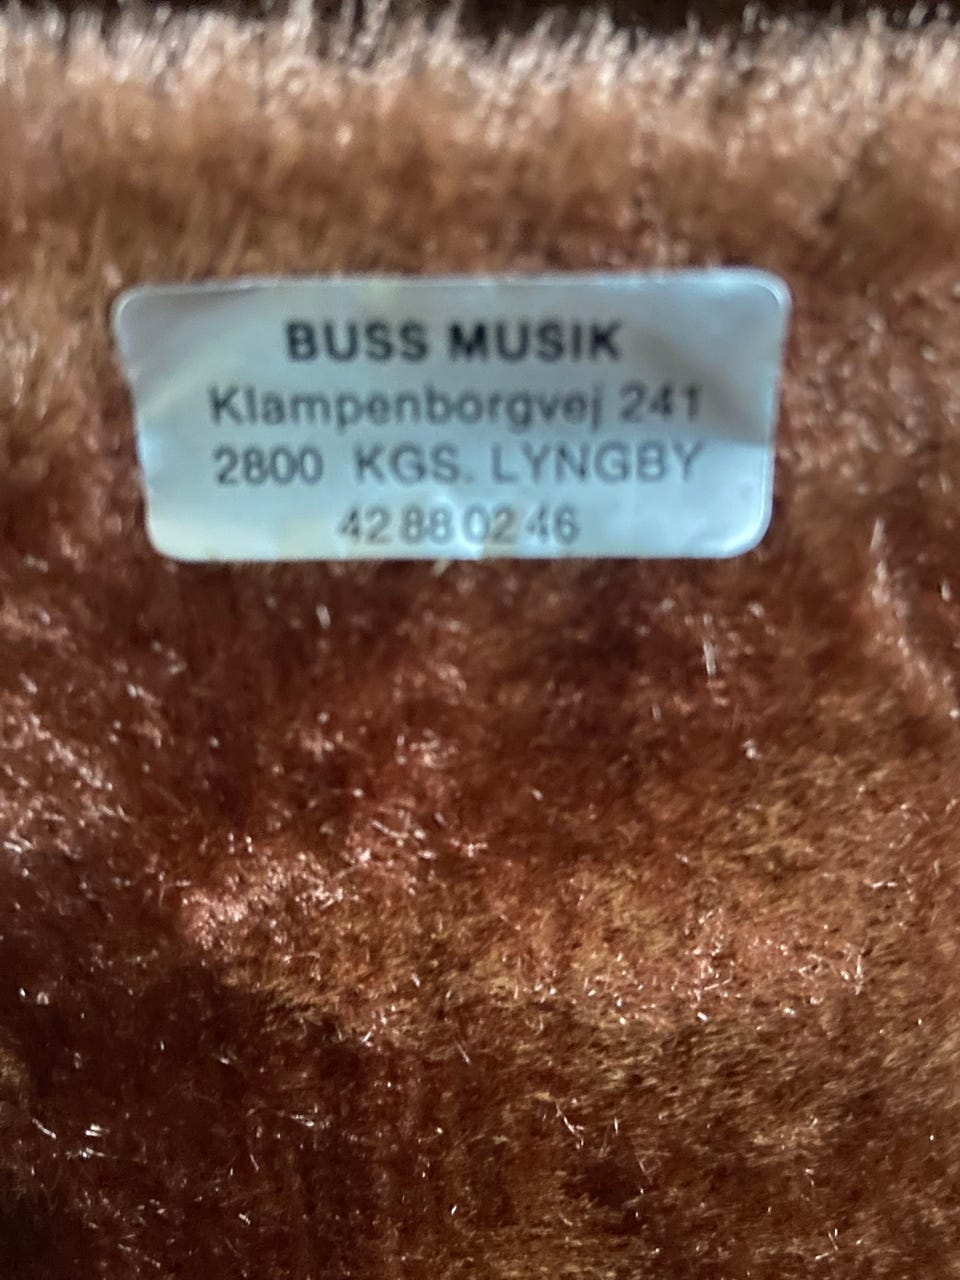 BUSS MUSIK
Klampenborgvej 241
2800 KGS. LYNGBY
42 88 02 46